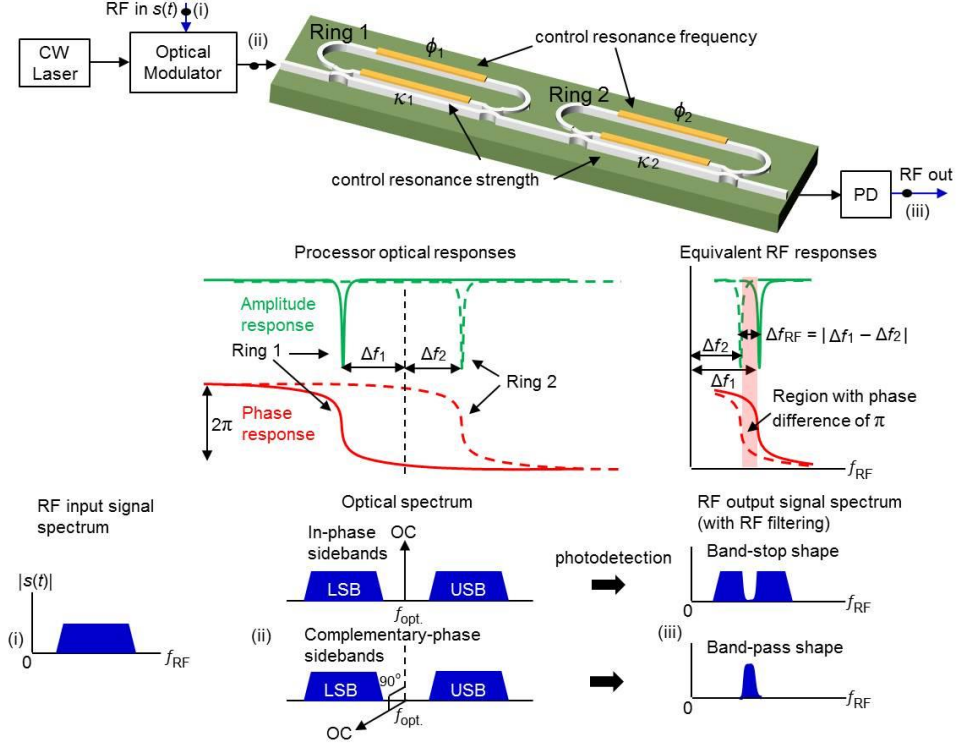 RF in s(t)
(i)
CW
Laser
Optical
Modulator
(ii)
Ring 1
ϕ1
κ1
control resonance frequency
Ring 2
ϕ2
κ2
control resonance strength
PD
RF out
(iii)
Processor optical responses
Amplitude
response
Ring 1
Δf1
Δf2
Ring 2
2π
Phase
response
Equivalent RF responses
ΔfRF = | Δf1 – Δf2|
Δf2
Δf1
Region with phase
difference of π
fRF
RF input signal
spectrum
|s(t)|
(i)
0
fRF
Optical spectrum
In-phase
sidebands
OC
LSB
USB
fopt.
(ii)
Complementary-phase
sidebands
LSB
90°
USB
fopt.
OC
photodetection
RF output signal spectrum
(with RF filtering)
Band-stop shape
0
fRF
(iii)
Band-pass shape
0
fRF